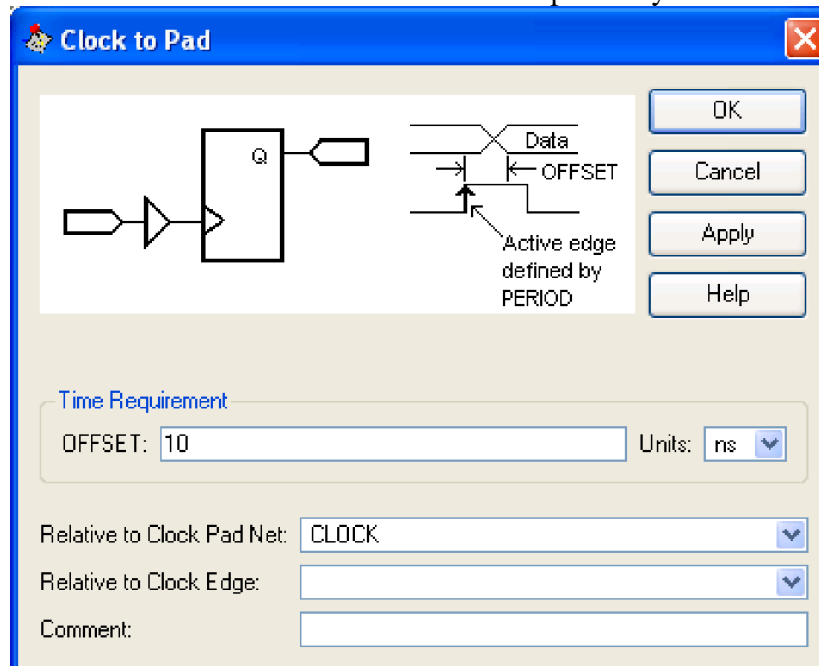 Clock to Pad
Q
Data
OFFSET
Active edge
defined by
PERIOD
OK
Cancel
Apply
Help
Time Requirement
OFFSET: 10 Units: ns
Relative to Clock Pad Net: CLOCK
Relative to Clock Edge:
Comment: